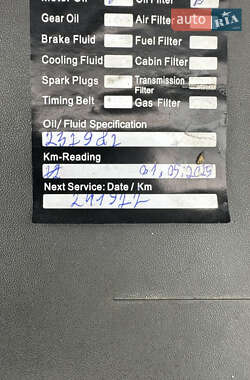 AUTO RIA
Motor Oil Oil Filter
Gear Oil Air Filter
Brake Fluid Fuel Filter
Cooling Fluid Cabin Filter
Spark Plugs Transmission Filter
Timing Belt Gas Filter
Oil/Fluid Specification
Km-Reading
Next Service: Date / Km